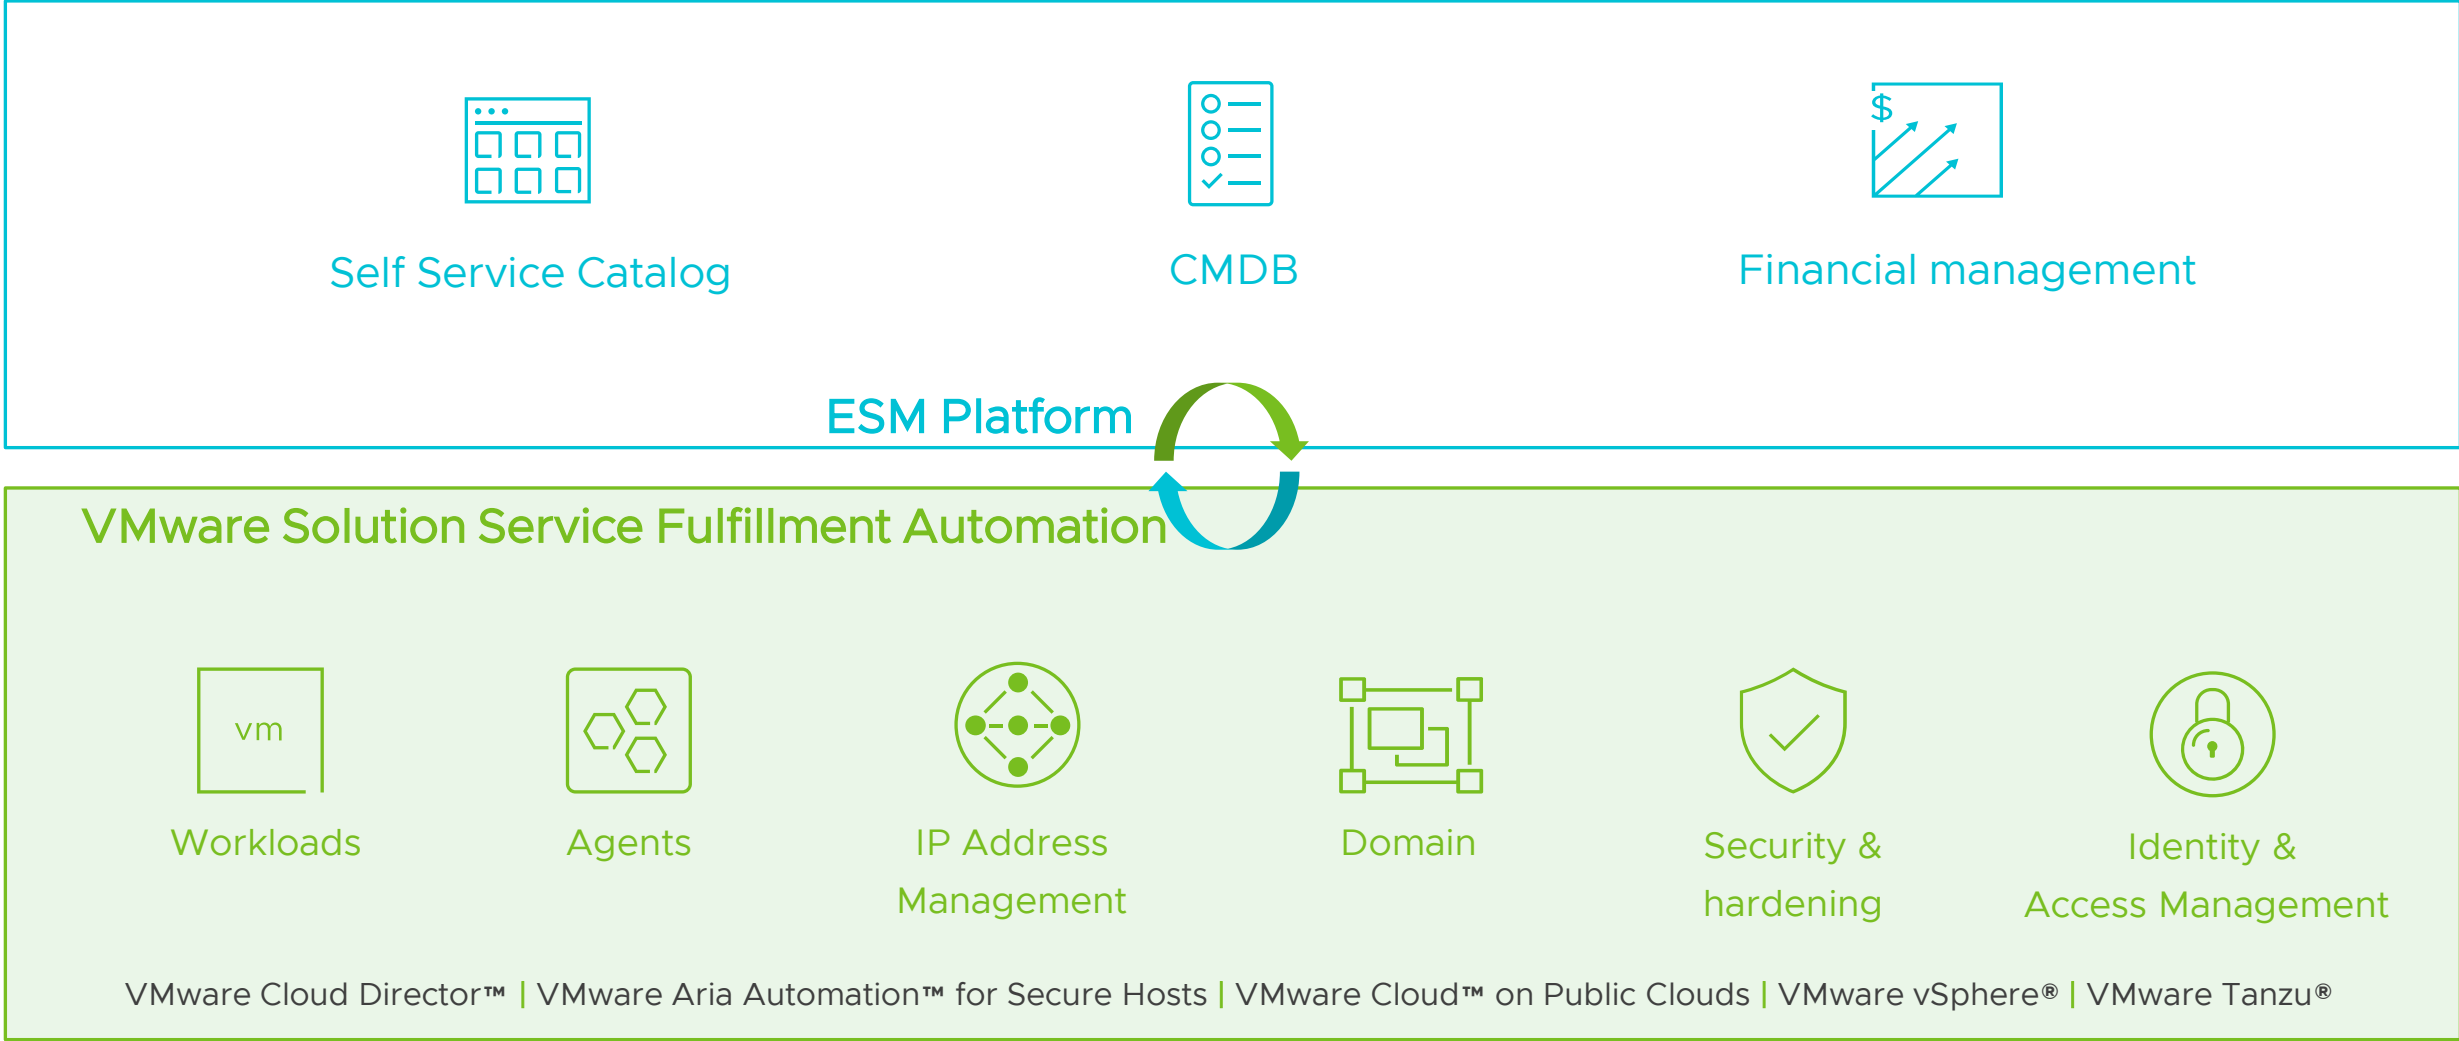 $
Self Service Catalog
CMDB
Financial management
ESM Platform
VMware Solution Service Fulfillment Automation
vm
Workloads
Agents
IP Address
Management
Domain
Security &
hardening
Identity &
Access Management
VMware Cloud Director™ | VMware Aria Automation™ for Secure Hosts | VMware Cloud™ on Public Clouds | VMware vSphere® | VMware Tanzu®